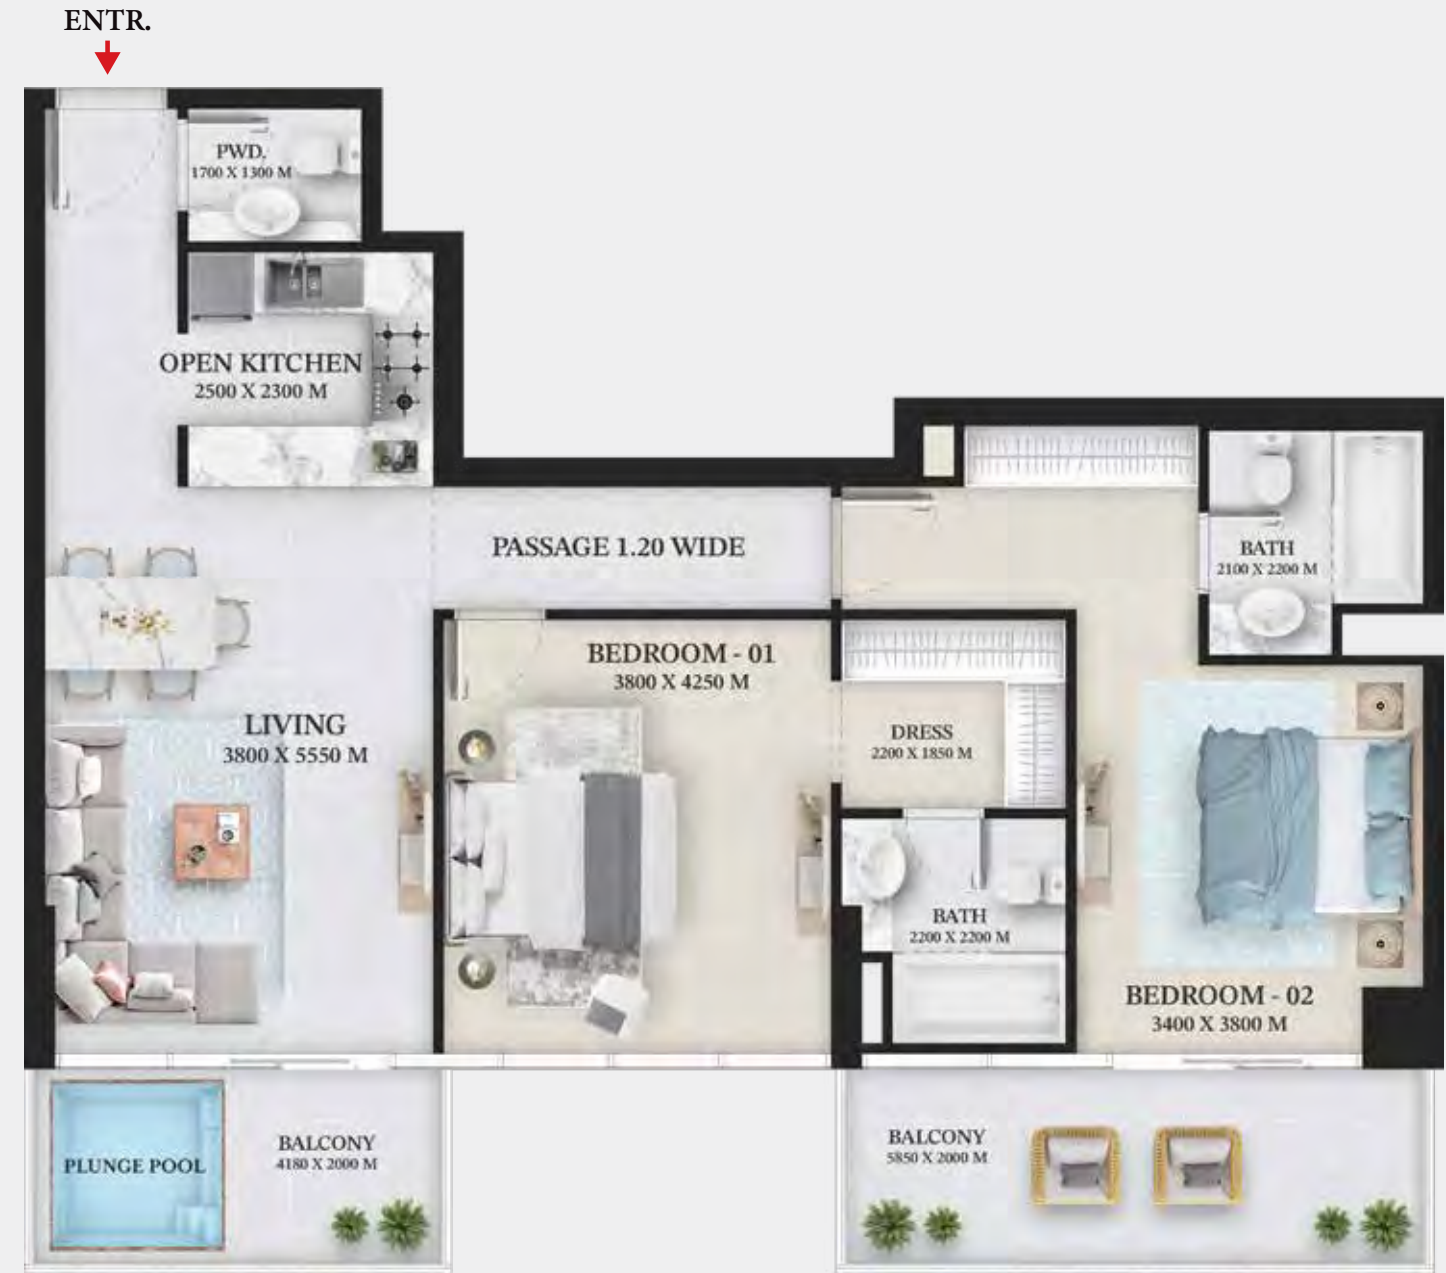 ENTR.
PWD.
1700 X 1300 M
OPEN KITCHEN
2500 X 2300 M
PASSAGE 1.20 WIDE
BATH
2100 X 2200 M
BEDROOM - 01
3800 X 4250 M
LIVING
3800 X 5550 M
DRESS
2200 X 1850 M
BATH
2200 X 2200 M
BEDROOM - 02
3400 X 3800 M
PLUNGE POOL
BALCONY
4180 X 2000 M
BALCONY
5850 X 2000 M